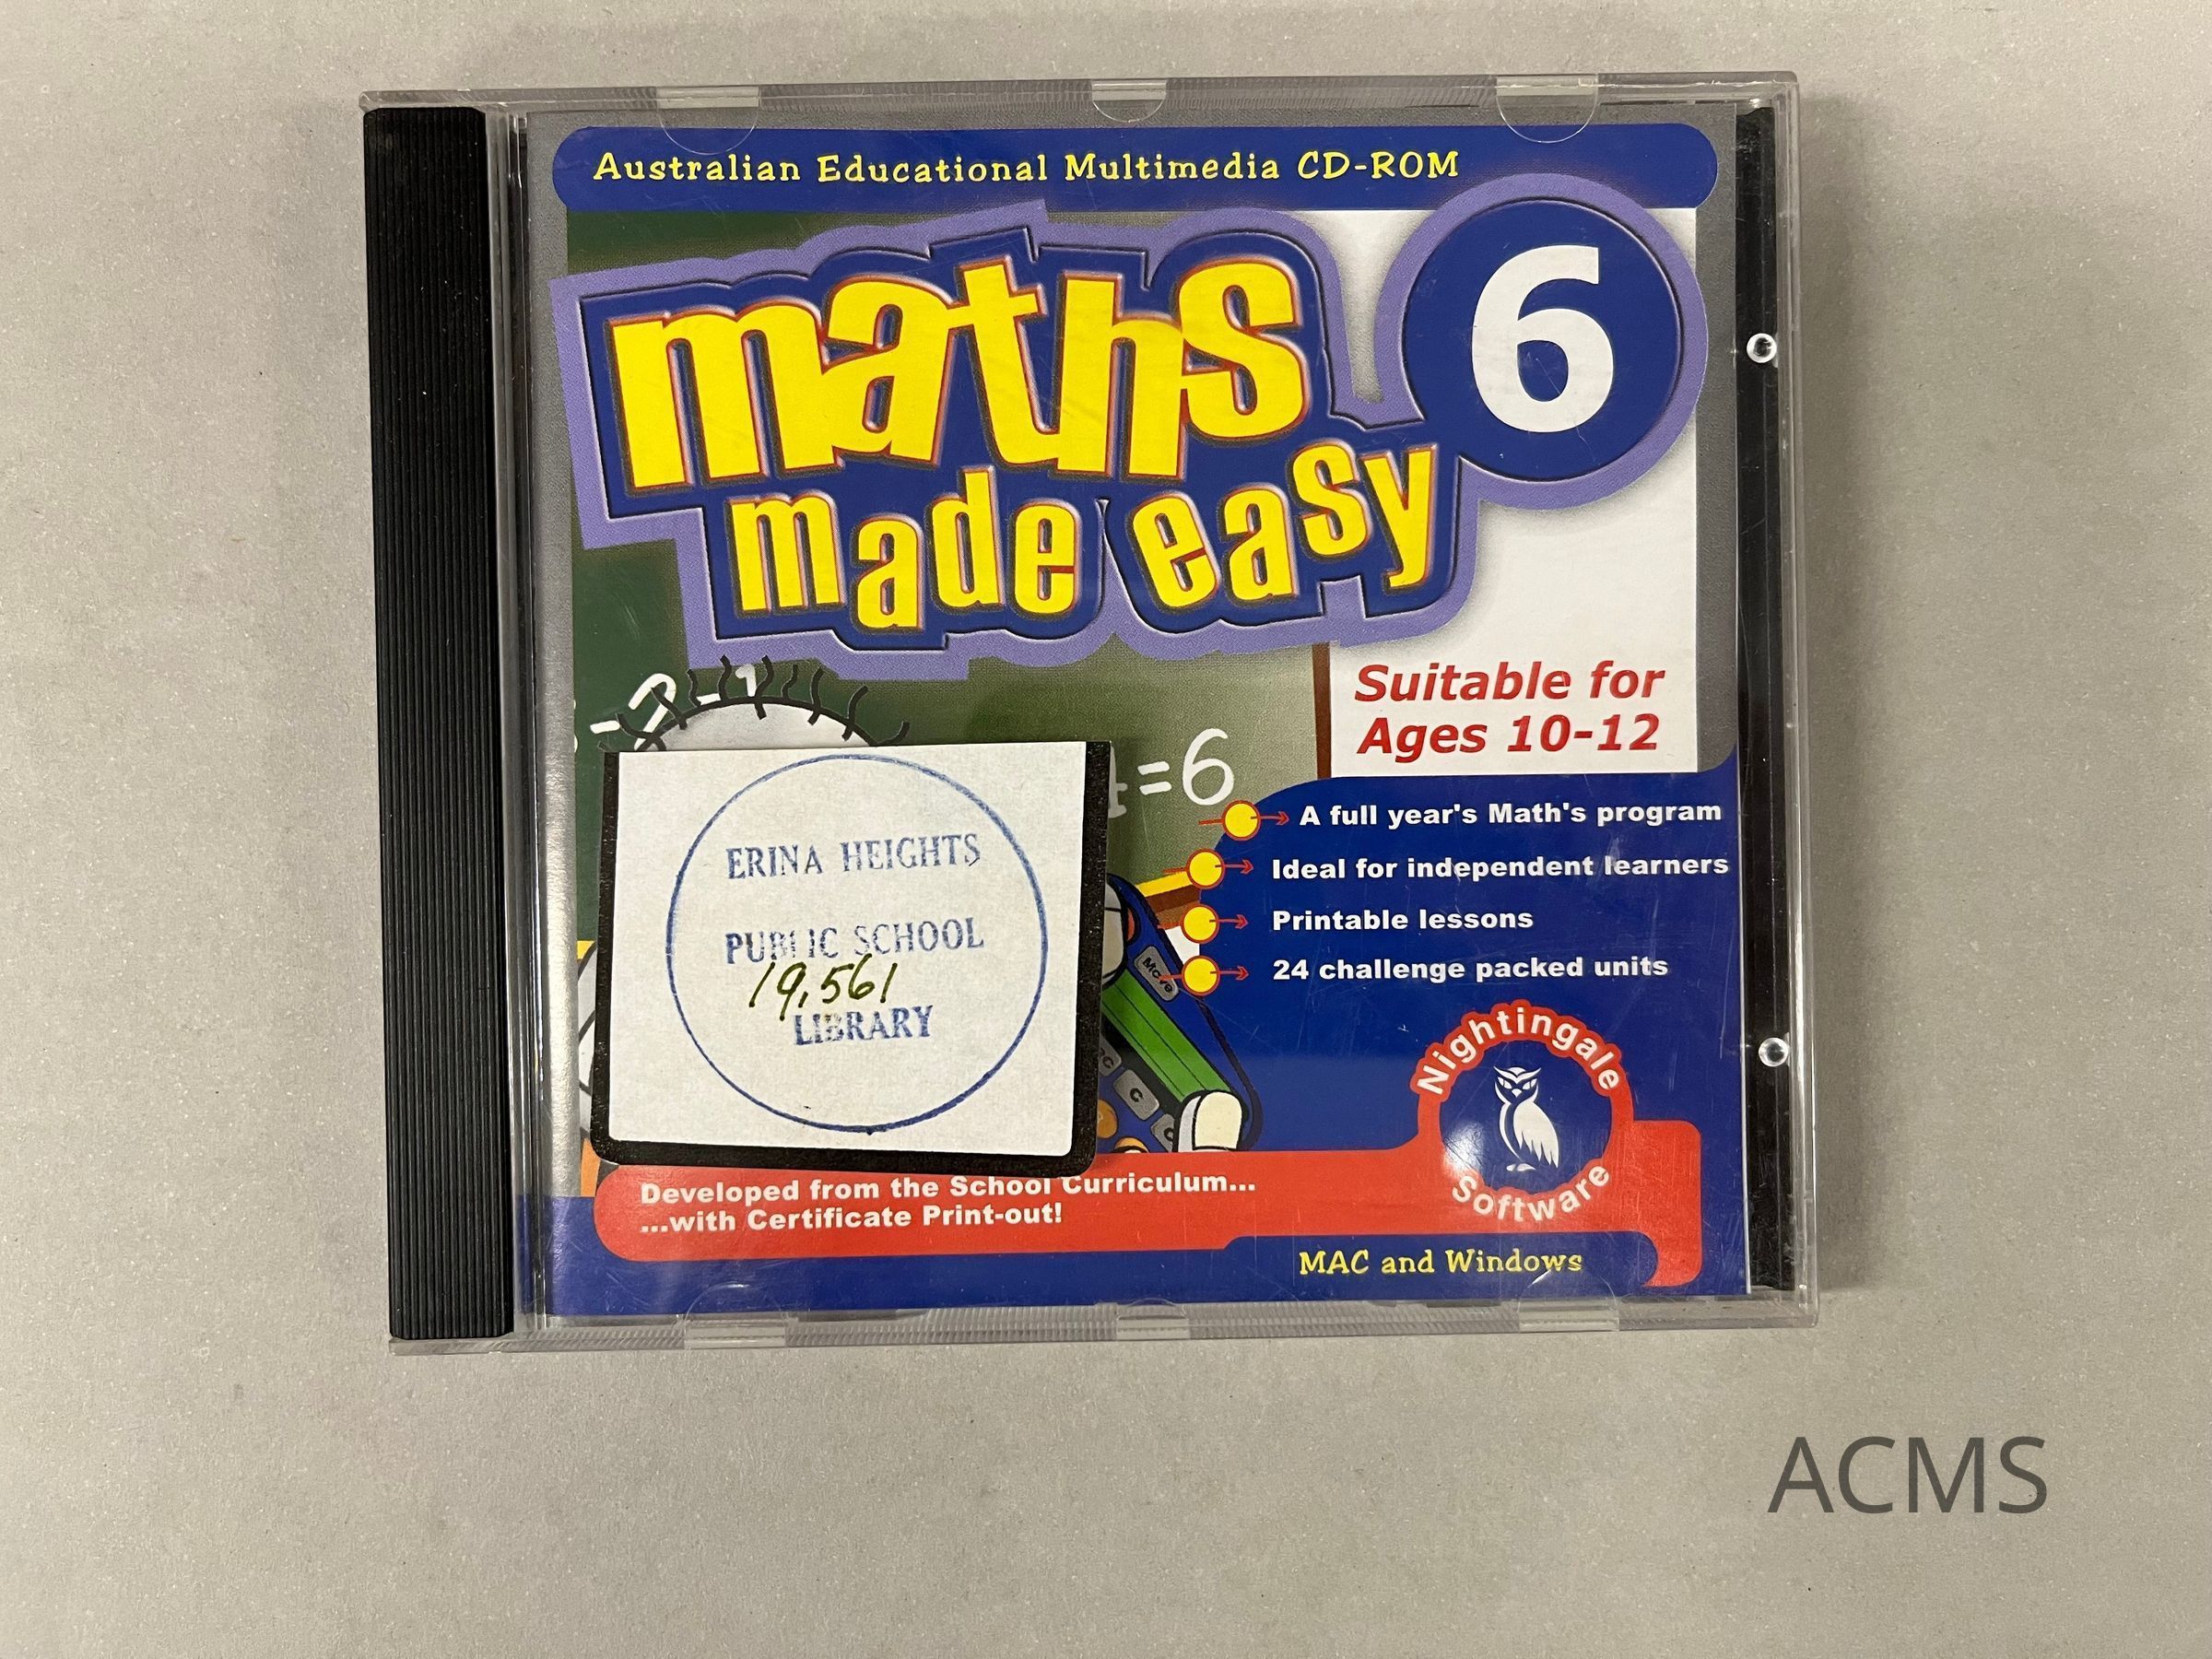 Australian Educational Multimedia CD-ROM
maths
made easy
6
Suitable for
Ages 10-12
=6
A full year's Math's program
Ideal for independent learners
Printable lessons
24 challenge packed units
ERINA HEIGHTS
PUBLIC SCHOOL
19,561
LIBRARY
Move
C
Nightingale
Software
Developed from the School Curriculum...
...with Certificate Print-out!
MAC and Windows
ACMS